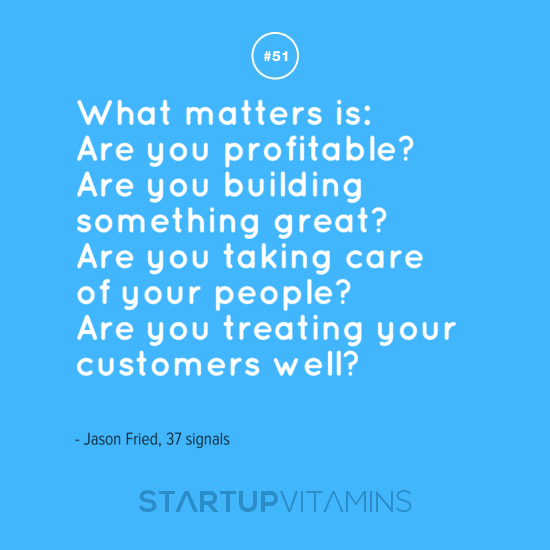 #51
What matters is:
Are you profitable?
Are you building
something great?
Are you taking care
of your people?
Are you treating your
customers well?
- Jason Fried, 37 signals
STARTUPVITAMINS